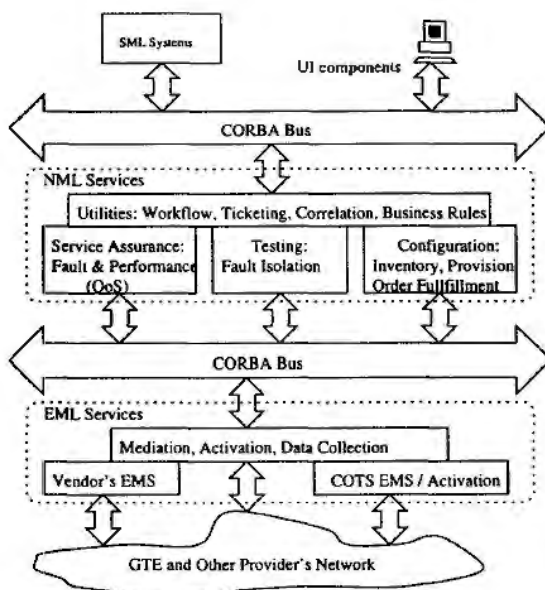 SML Systems
UI components
CORBA Bus
NML Services
Utilities: Workflow, Ticketing, Correlation, Business Rules
Service Assurance:
Fault & Performance
(QoS)
Testing:
Fault Isolation
Configuration:
Inventory, Provision
Order Fullfillment
CORBA Bus
EML Services
Mediation, Activation, Data Collection
Vendor's EMS
COTS EMS / Activation
GTE and Other Provider's Network